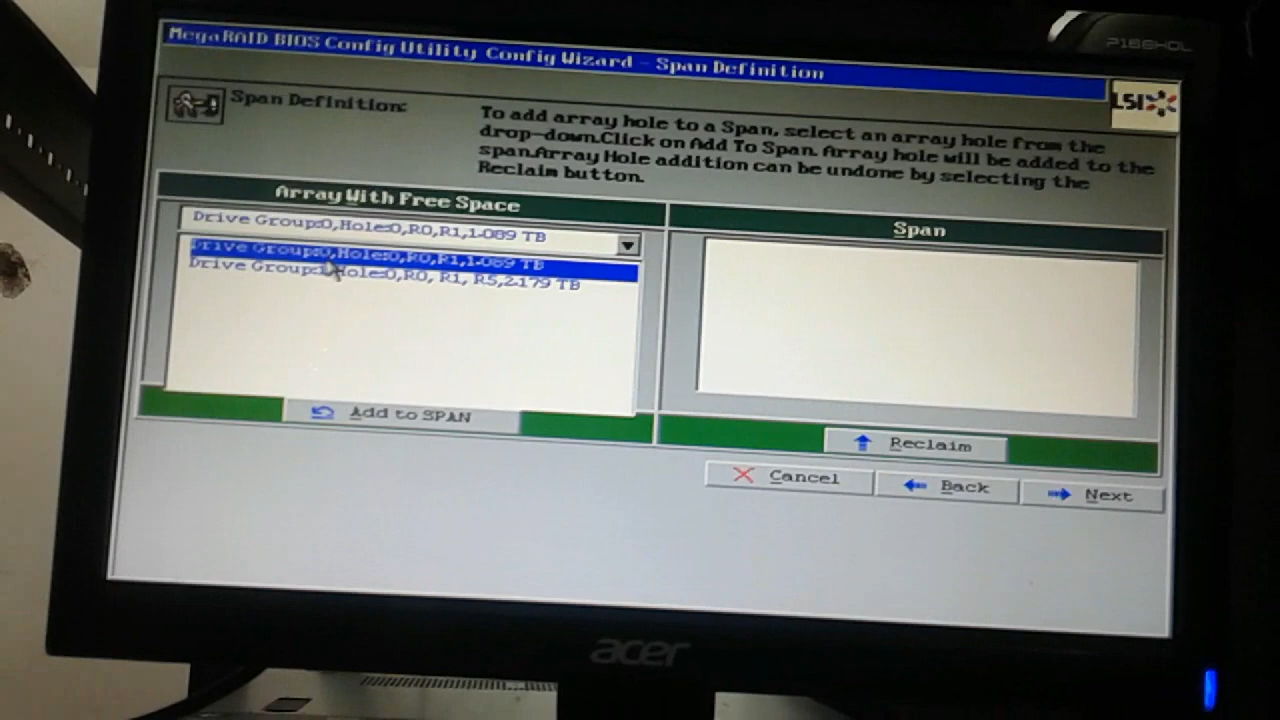 P166HQL
MegaRAID BIOS Config Utility Config Wizard - Span Definition
LSI
Span Definition:
To add array hole to a Span, select an array hole from the
drop-down.Click on Add To Span. Array hole will be added to the
span.Array Hole addition can be undone by selecting the
Reclaim button.
Array With Free Space
Drive Group:0,Hole:0,R0,R1,1.089 TB
Drive Group:0,Hole:0,R0,R1,1.089 TB
Drive Group:1,Hole:0,R0, R1, R5,2.179 TB
Add to SPAN
Span
Reclaim
Cancel
Back
Next
acer